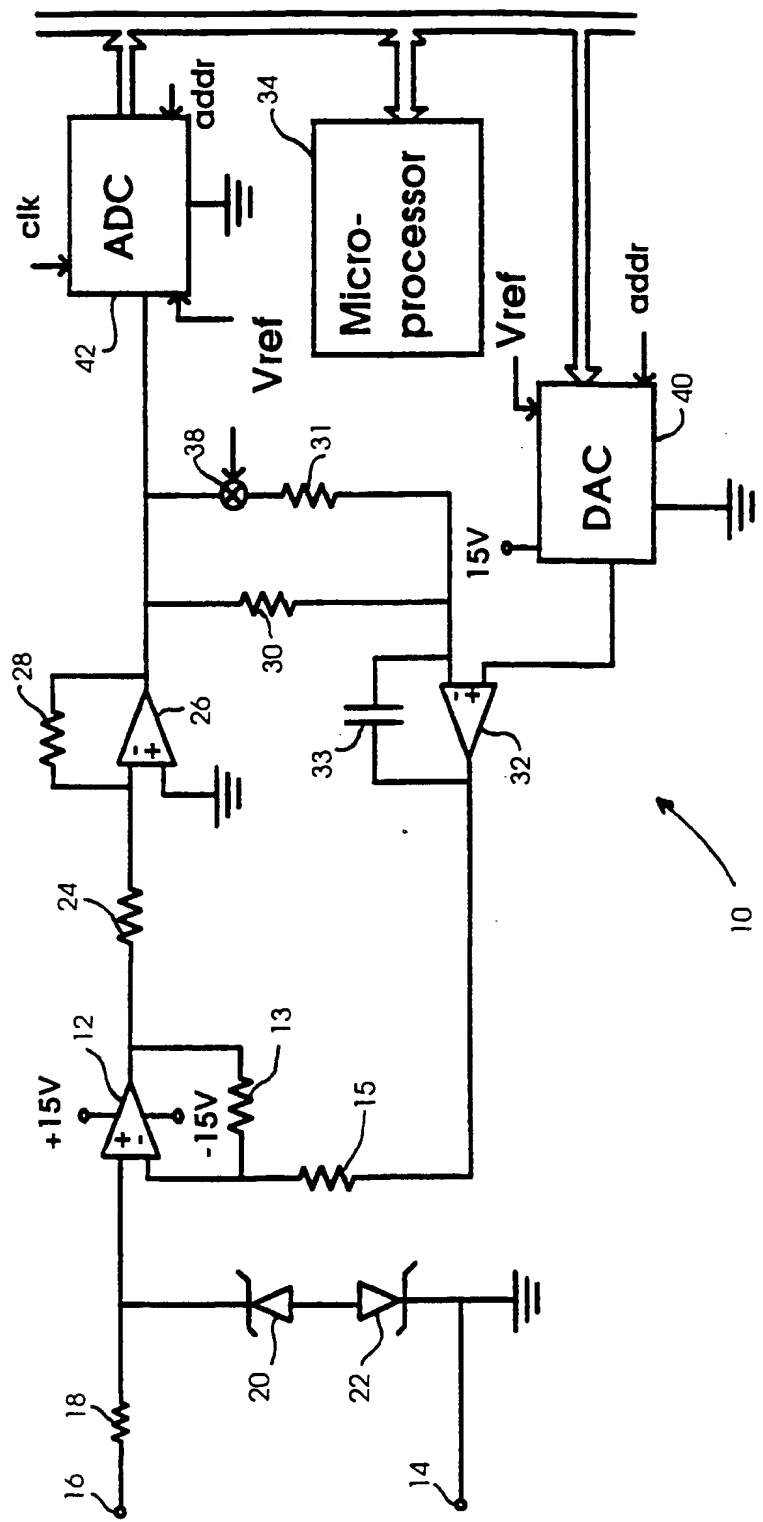 clk
ADC
addr
42
Vref
34
Micro-
processor
Vref
addr
38
31
15V
DAC
40
28
26
30
33
32
24
10
+15V
12
-15V
13
15
18
16
20
22
14
+
-
-
+
-
+